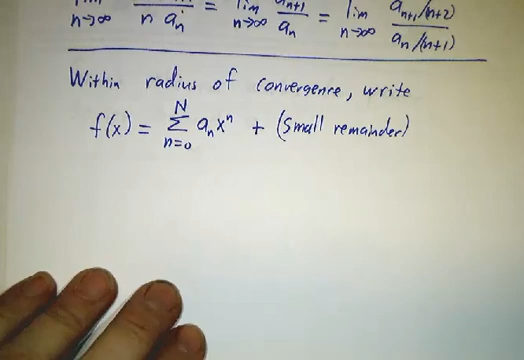 lim n→∞ / n aₙ = lim n→∞ aₙ₊₁ / aₙ = lim n→∞ aₙ₊₁/(n+2) / aₙ/(n+1)
Within radius of convergence, write
f(x) = Σ n=0 N aₙxⁿ + (small remainder)